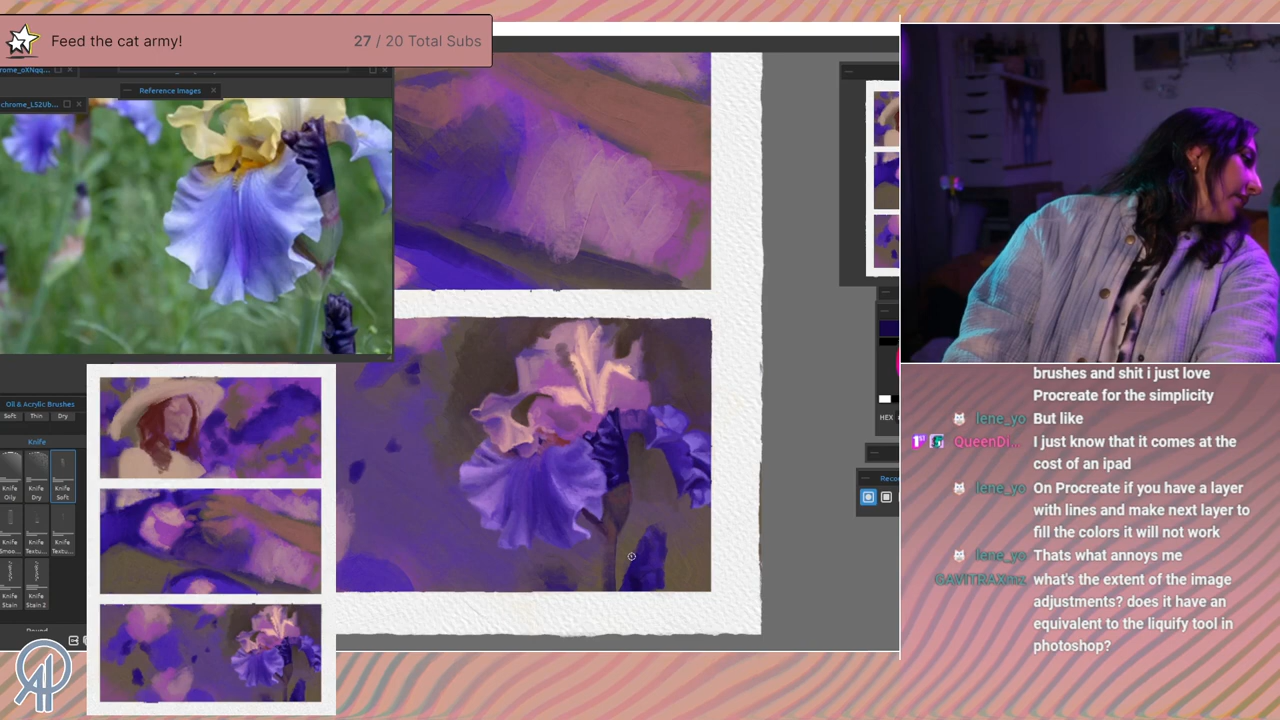 Feed the cat army!
27 / 20 Total Subs
Reference Images
chrome_LS2Ub...
Oil & Acrylic Brushes
Soft
Thin
Dry
Knife
Knife Oily
Knife Dry
Knife Soft
Knife Smoo...
Knife Textu...
Knife Textu...
Knife Stain
Knife Stain 2
HEX
brushes and shit i just love
Procreate for the simplicity
lene_yo But like
QueenDi.. I just know that it comes at the
cost of an ipad
lene_yo On Procreate if you have a layer
with lines and make next layer to
fill the colors it will not work
lene_yo Thats what annoys me
what's the extent of the image
adjustments? does it have an
equivalent to the liquify tool in
photoshop?